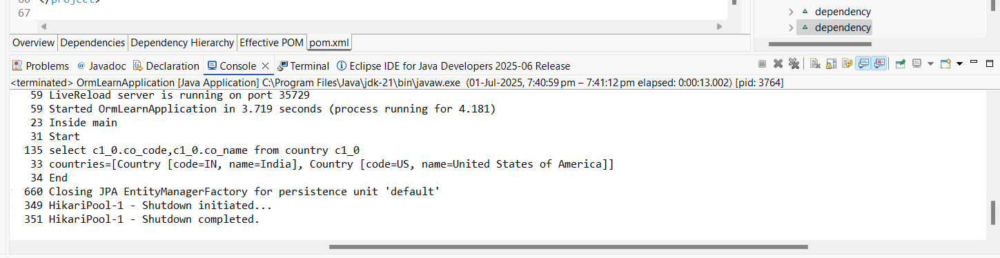 67
dependency
dependency
Overview Dependencies Dependency Hierarchy Effective POM pom.xml
Problems @ Javadoc Declaration Console Terminal Eclipse IDE for Java Developers 2025-06 Release
<terminated> OrmLearnApplication [Java Application] C:\Program Files\Java\jdk-21\bin\javaw.exe (01-Jul-2025, 7:40:59 pm – 7:41:12 pm elapsed: 0:00:13.002) [pid: 3764]
59 LiveReload server is running on port 35729
59 Started OrmLearnApplication in 3.719 seconds (process running for 4.181)
23 Inside main
31 Start
135 select c1_0.co_code,c1_0.co_name from country c1_0
33 countries=[Country [code=IN, name=India], Country [code=US, name=United States of America]]
34 End
660 Closing JPA EntityManagerFactory for persistence unit 'default'
349 HikariPool-1 - Shutdown initiated...
351 HikariPool-1 - Shutdown completed.